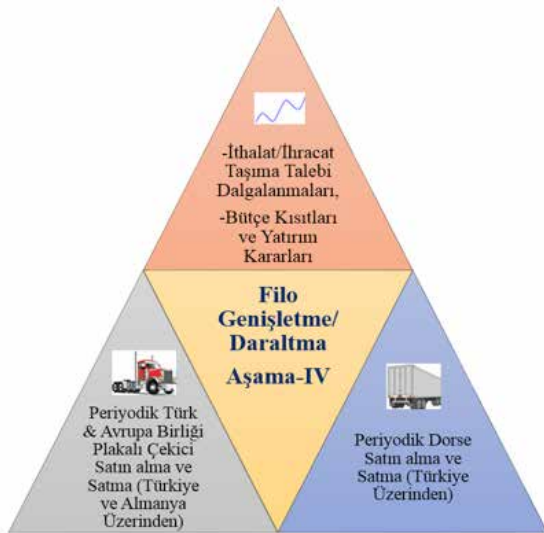 -İthalat/İhracat
Taşıma Talebi
Dalgalanmaları,
-Bütçe Kısıtları
ve Yatırım
Kararları
Filo
Genişletme/
Daraltma
Aşama-IV
Periyodik Türk
& Avrupa Birliği
Plakalı Çekici
Satın alma ve
Satma (Türkiye
ve Almanya
Üzerinden)
Periyodik Dorse
Satın alma ve
Satma (Türkiye
Üzerinden)